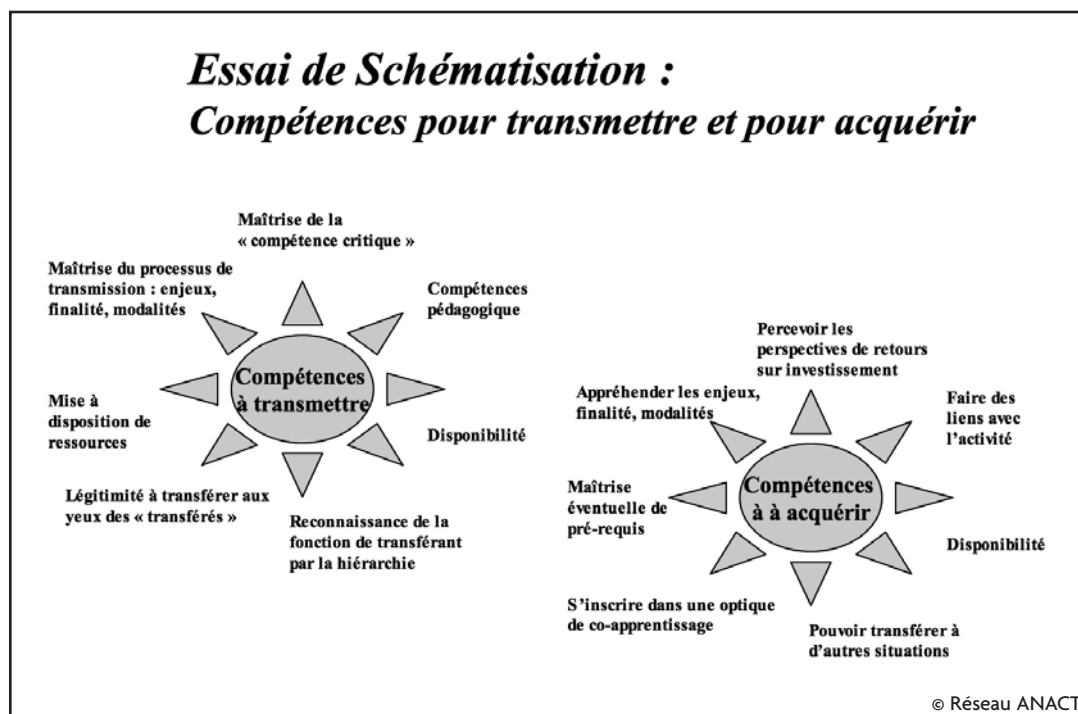 Essai de Schématisation :
Compétences pour transmettre et pour acquérir
Maîtrise de la
« compétence critique »
Maîtrise du processus de
transmission : enjeux,
finalité, modalités
Compétences
pédagogique
Compétences
à transmettre
Mise à
disposition de
ressources
Disponibilité
Légitimité à transférer aux
yeux des « transférés »
Reconnaissance de la
fonction de transférant
par la hiérarchie
Percevoir les
perspectives de retours
sur investissement
Appréhender les enjeux,
finalité, modalités
Faire des
liens avec
l'activité
Maîtrise
éventuelle de
pré-requis
Compétences
à à acquérir
Disponibilité
S'inscrire dans une optique
de co-apprentissage
Pouvoir transférer à
d'autres situations
© Réseau ANACT